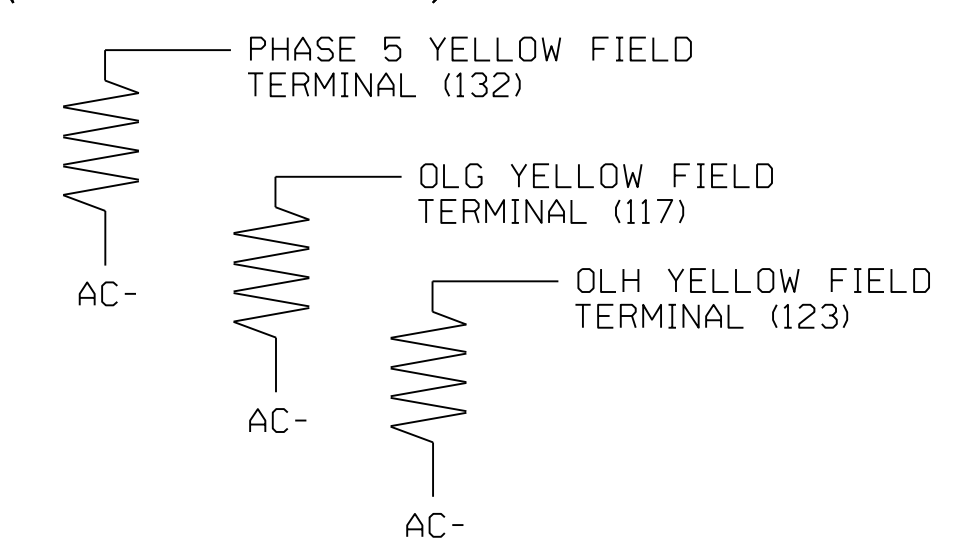 PHASE 5 YELLOW FIELD
TERMINAL (132)
AC-
OLG YELLOW FIELD
TERMINAL (117)
AC-
OLH YELLOW FIELD
TERMINAL (123)
AC-